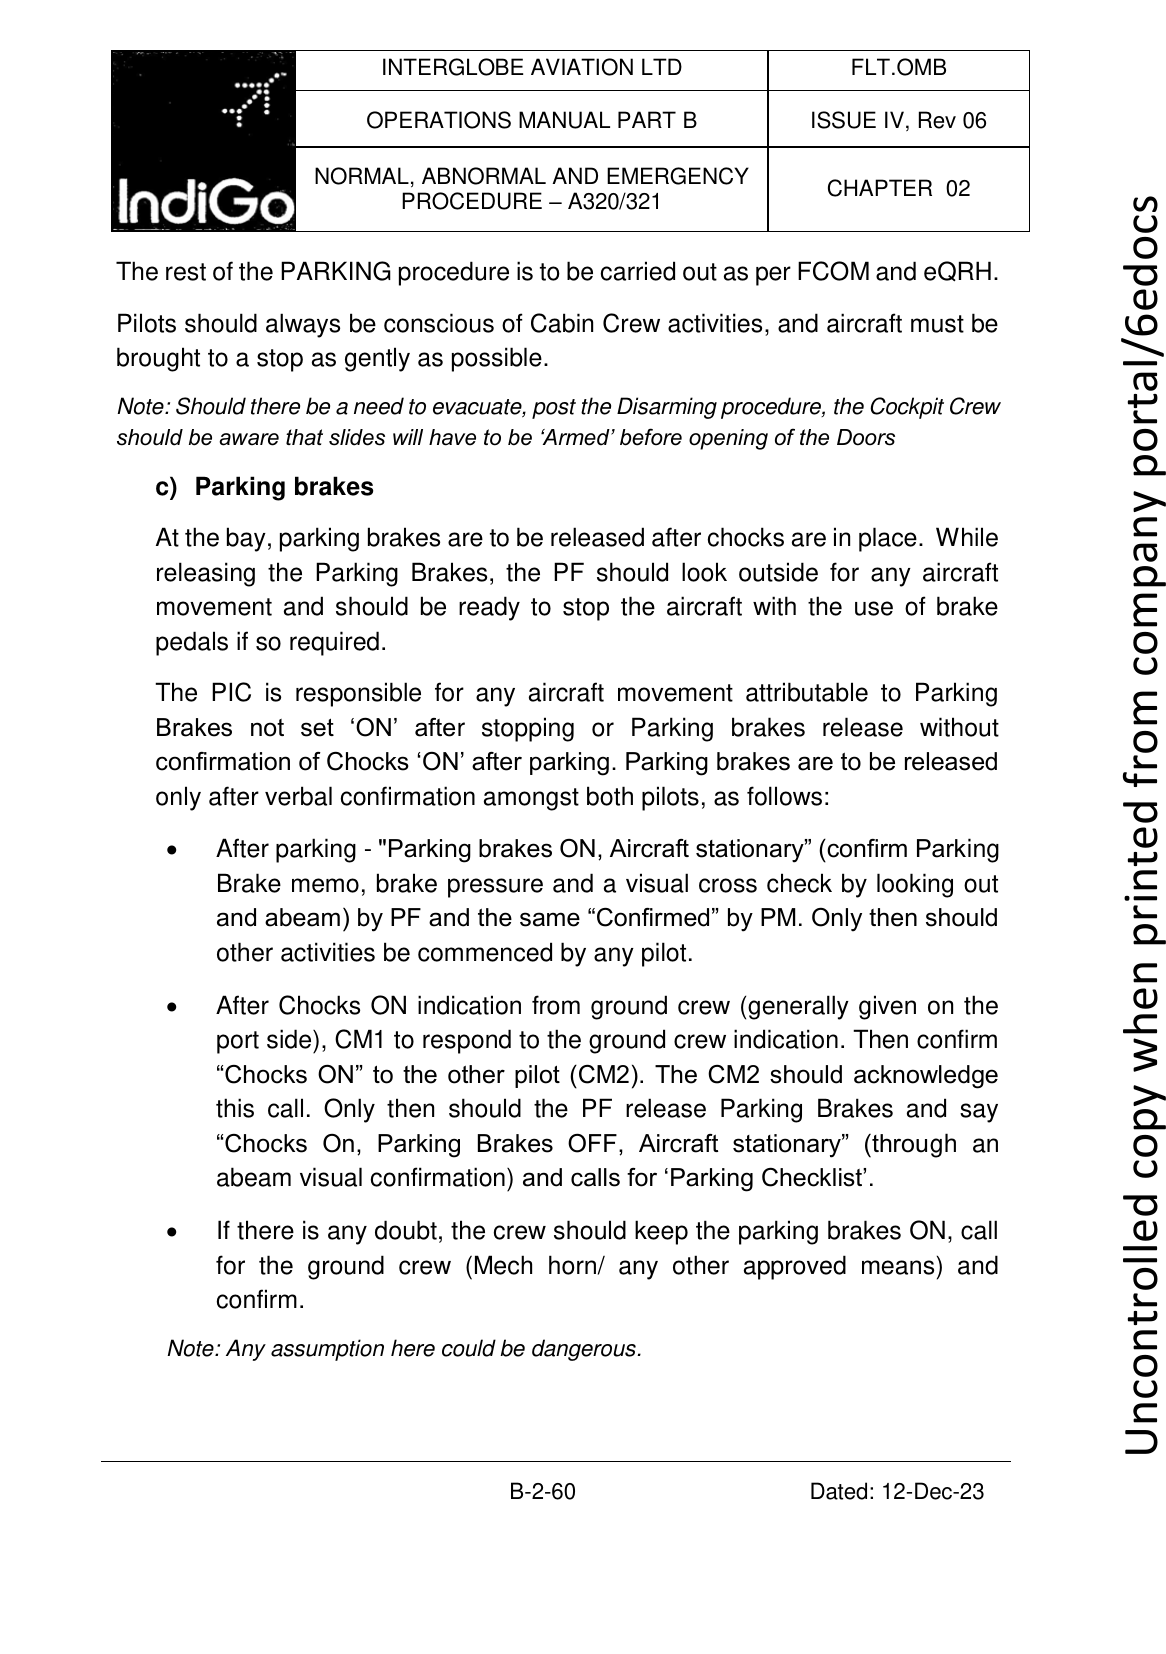 INTERGLOBE AVIATION LTD
FLT.OMB
OPERATIONS MANUAL PART B
ISSUE IV, Rev 06
IndiGo
NORMAL, ABNORMAL AND EMERGENCY
PROCEDURE – A320/321
CHAPTER 02
The rest of the PARKING procedure is to be carried out as per FCOM and eQRH.
Pilots should always be conscious of Cabin Crew activities, and aircraft must be
brought to a stop as gently as possible.
Note: Should there be a need to evacuate, post the Disarming procedure, the Cockpit Crew
should be aware that slides will have to be ‘Armed’ before opening of the Doors
c) Parking brakes
At the bay, parking brakes are to be released after chocks are in place. While
releasing the Parking Brakes, the PF should look outside for any aircraft
movement and should be ready to stop the aircraft with the use of brake
pedals if so required.
The PIC is responsible for any aircraft movement attributable to Parking
Brakes not set ‘ON’ after stopping or Parking brakes release without
confirmation of Chocks ‘ON’ after parking. Parking brakes are to be released
only after verbal confirmation amongst both pilots, as follows:
• After parking - "Parking brakes ON, Aircraft stationary” (confirm Parking
Brake memo, brake pressure and a visual cross check by looking out
and abeam) by PF and the same “Confirmed” by PM. Only then should
other activities be commenced by any pilot.
• After Chocks ON indication from ground crew (generally given on the
port side), CM1 to respond to the ground crew indication. Then confirm
“Chocks ON” to the other pilot (CM2). The CM2 should acknowledge
this call. Only then should the PF release Parking Brakes and say
“Chocks On, Parking Brakes OFF, Aircraft stationary” (through an
abeam visual confirmation) and calls for ‘Parking Checklist’.
• If there is any doubt, the crew should keep the parking brakes ON, call
for the ground crew (Mech horn/ any other approved means) and
confirm.
Note: Any assumption here could be dangerous.
B-2-60
Dated: 12-Dec-23
Uncontrolled copy when printed from company portal/6edocs